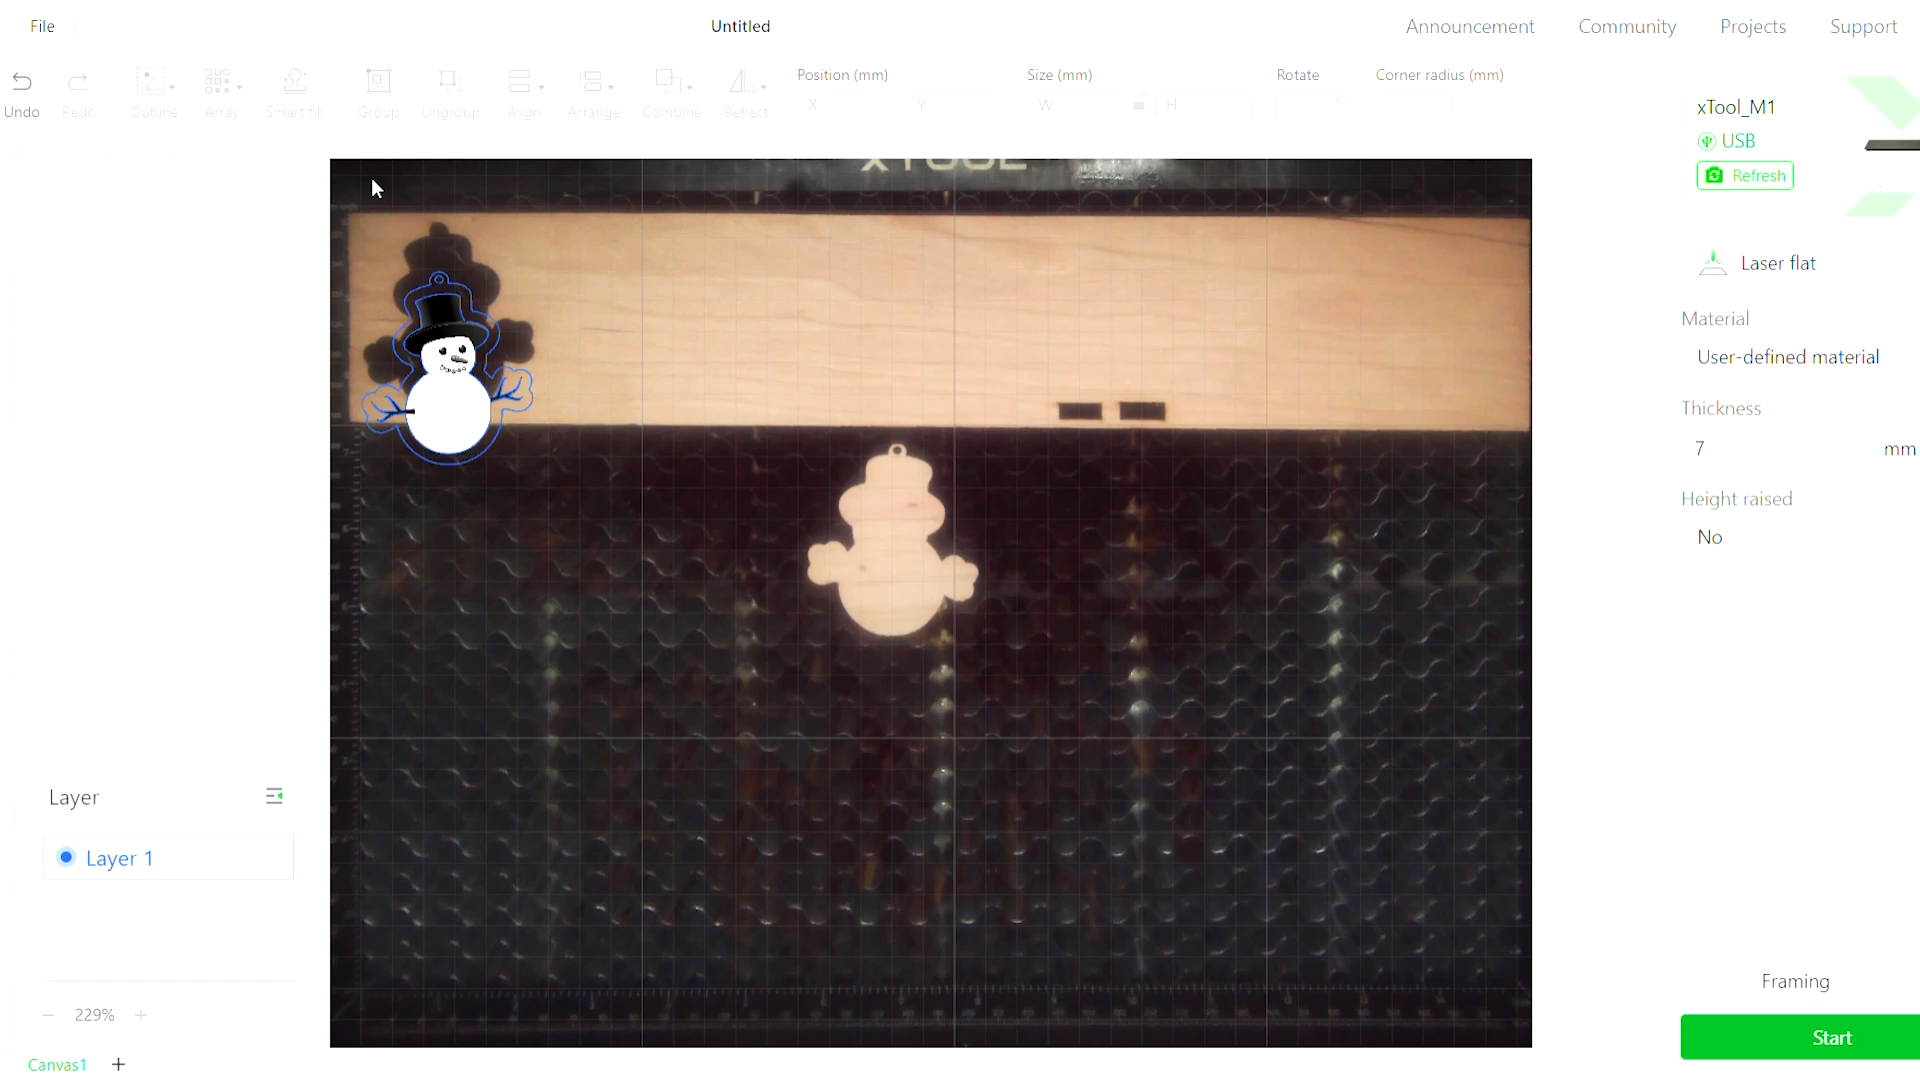 File
Untitled
Announcement
Community
Projects
Support
Undo
Redo
Outline
Array
Smart fill
Group
Ungroup
Align
Arrange
Combine
Reflect
Position (mm)
X
Y
Size (mm)
W
H
Rotate
Corner radius (mm)
xTool_M1
USB
Refresh
XTOOL
Laser flat
Material
User-defined material
Thickness
7 mm
Height raised
No
Layer
Layer 1
229%
Canvas1
Framing
Start